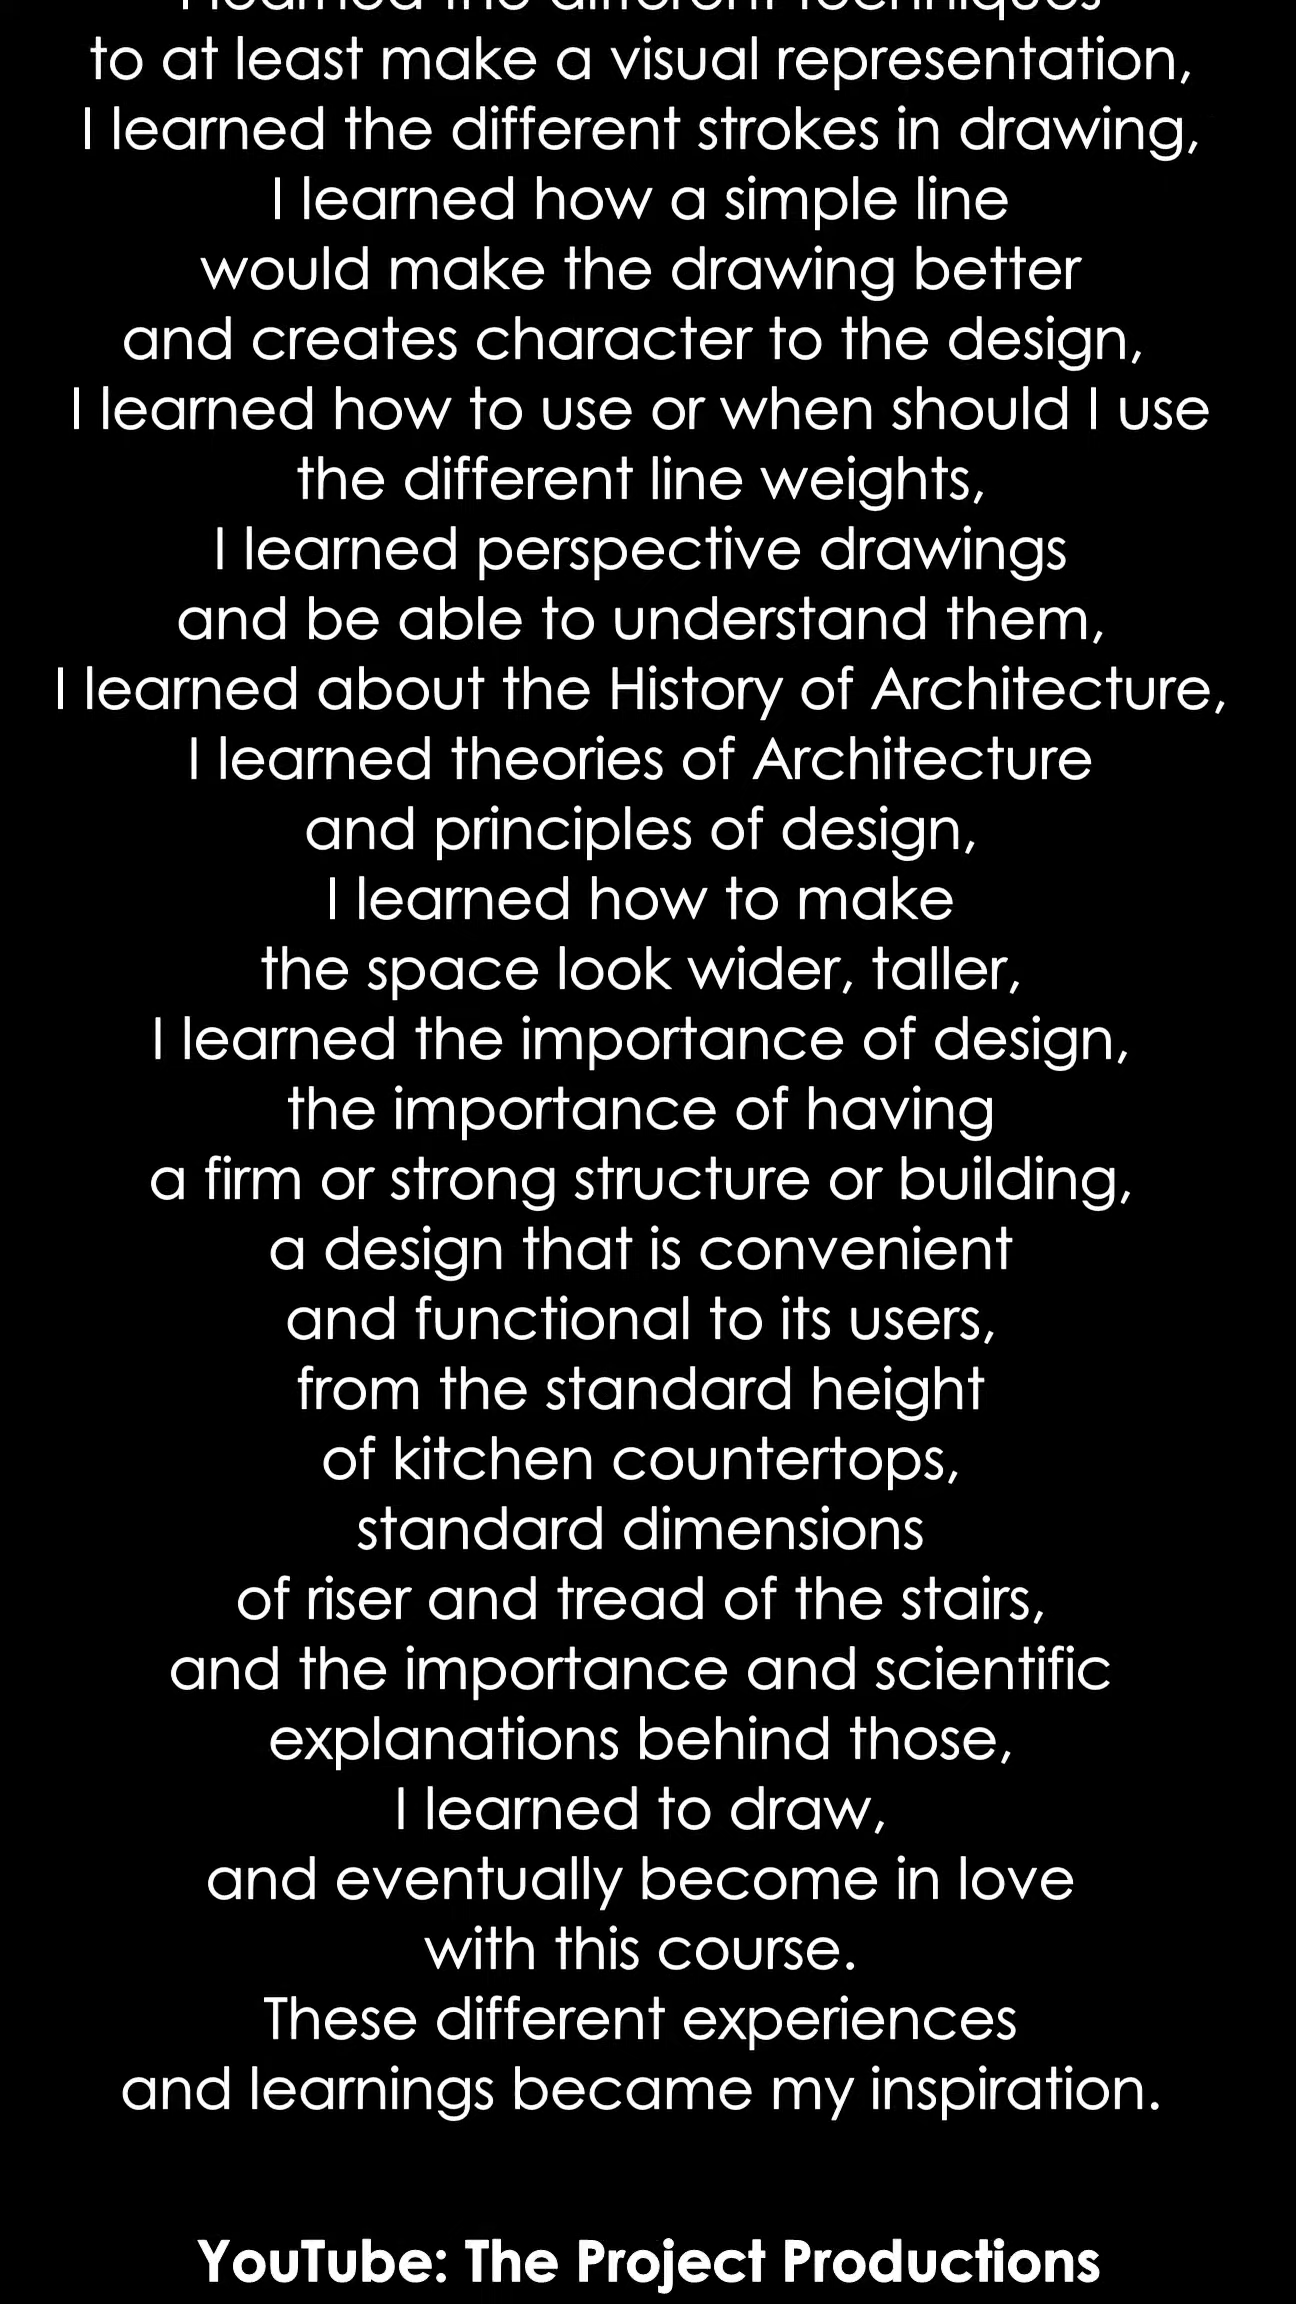 I learned the different techniques
to at least make a visual representation,
I learned the different strokes in drawing,
I learned how a simple line
would make the drawing better
and creates character to the design,
I learned how to use or when should I use
the different line weights,
I learned perspective drawings
and be able to understand them,
I learned about the History of Architecture,
I learned theories of Architecture
and principles of design,
I learned how to make
the space look wider, taller,
I learned the importance of design,
the importance of having
a firm or strong structure or building,
a design that is convenient
and functional to its users,
from the standard height
of kitchen countertops,
standard dimensions
of riser and tread of the stairs,
and the importance and scientific
explanations behind those,
I learned to draw,
and eventually become in love
with this course.
These different experiences
and learnings became my inspiration.
YouTube: The Project Productions